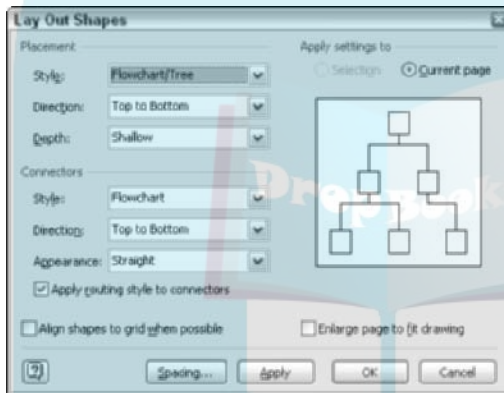 Lay Out Shapes
Placement
Style: Flowchart/Tree
Direction: Top to Bottom
Depth: Shallow
Connectors
Style: Flowchart
Direction: Top to Bottom
Appearance: Straight
Apply routing style to connectors
Apply settings to
Selection Current page
DropBook
Align shapes to grid when possible
Enlarge page to fit drawing
Spacing... Apply OK Cancel